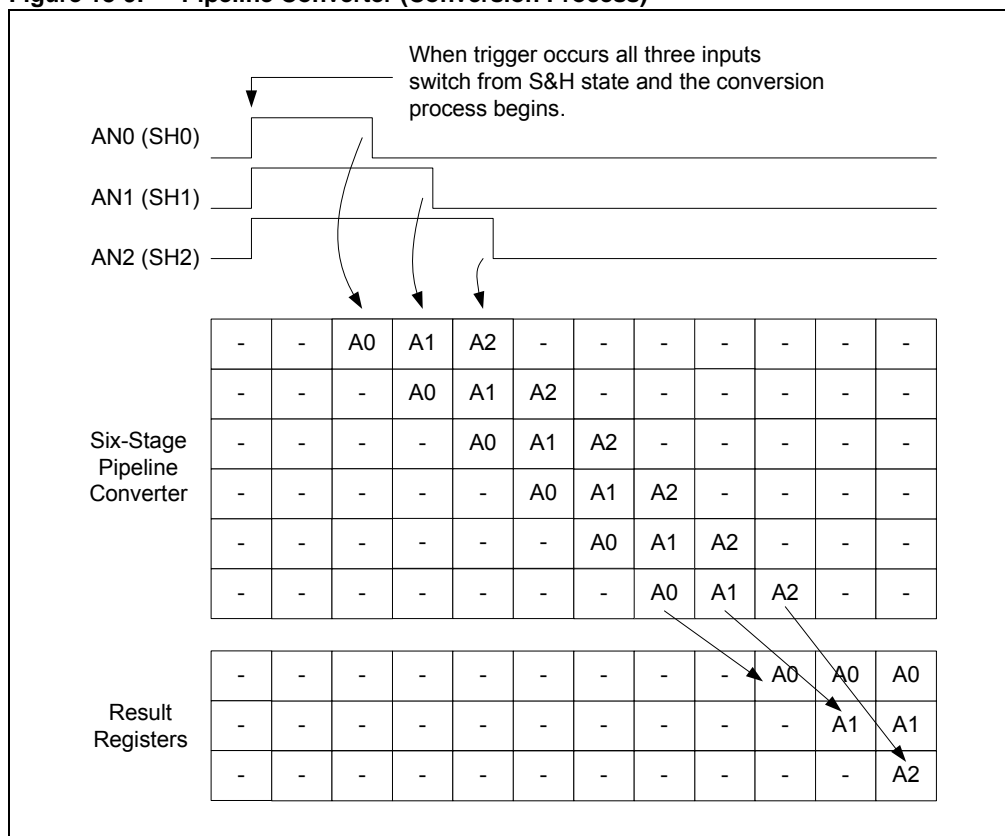 Figure Pipeline Converter (Conversion Process)
When trigger occurs all three inputs
switch from S&H state and the conversion
process begins.
AN0 (SH0)
AN1 (SH1)
AN2 (SH2)
- - A0 A1 A2 - - - - - - -
- - - A0 A1 A2 - - - - - -
Six-Stage
Pipeline
Converter
- - - - A0 A1 A2 - - - - -
- - - - - A0 A1 A2 - - - -
- - - - - - A0 A1 A2 - - -
- - - - - - - A0 A1 A2 - -
Result
Registers
- - - - - - - - - A0 A0 A0
- - - - - - - - - - A1 A1
- - - - - - - - - - - A2